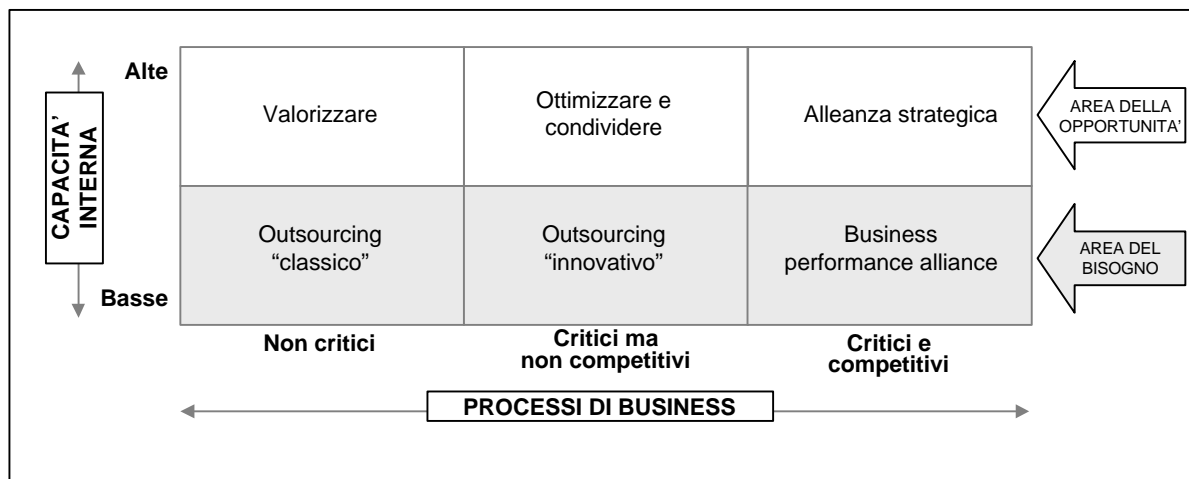 Alte
CAPACITA'
INTERNA
Basse
Valorizzare
Ottimizzare e
condividere
Alleanza strategica
AREA DELLA
OPPORTUNITA'
Outsourcing
“classico”
Outsourcing
“innovativo”
Business
performance alliance
AREA DEL
BISOGNO
Non critici
Critici ma
non competitivi
Critici e
competitivi
PROCESSI DI BUSINESS